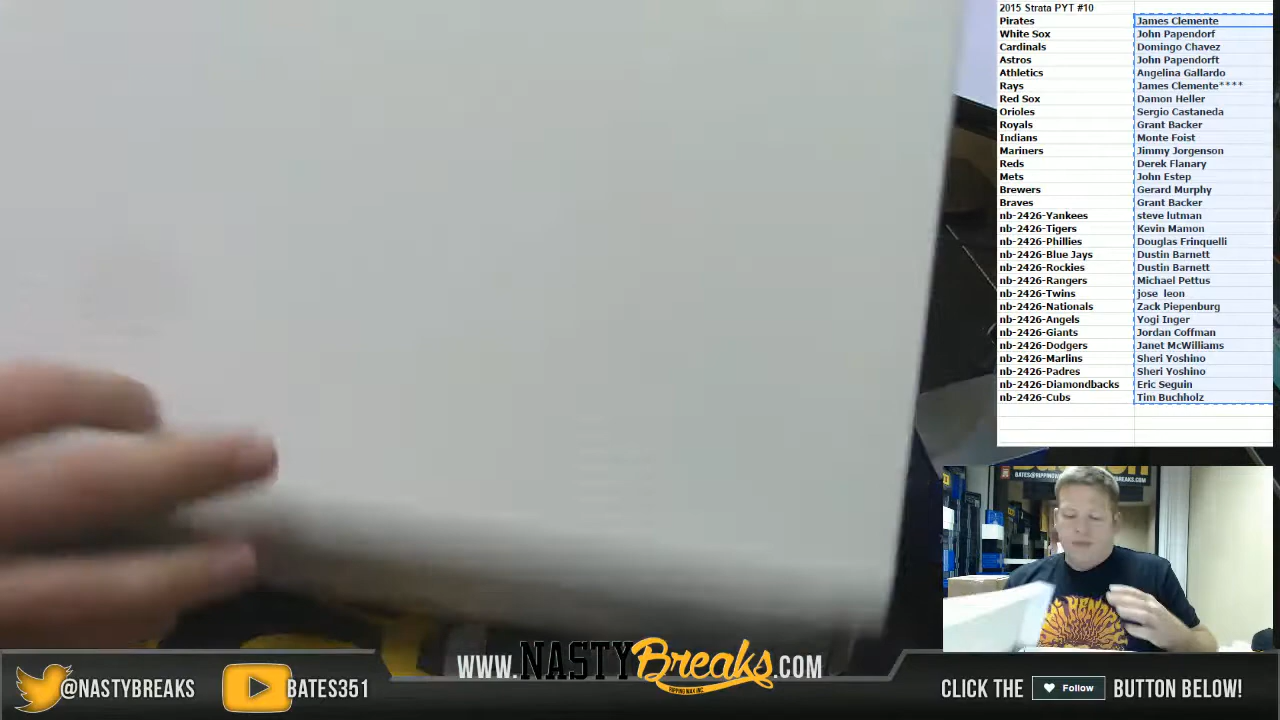 2015 Strata PYT #10
Pirates James Clemente
White Sox John Papendorf
Cardinals Domingo Chavez
Astros John Papendorft
Athletics Angelina Gallardo
Rays James Clemente****
Red Sox Damon Heller
Orioles Sergio Castaneda
Royals Grant Backer
Indians Monte Foist
Mariners Jimmy Jorgenson
Reds Derek Flanary
Mets John Estep
Brewers Gerard Murphy
Braves Grant Backer
nb-2426-Yankees steve lutman
nb-2426-Tigers Kevin Mamon
nb-2426-Phillies Douglas Frinquelli
nb-2426-Blue Jays Dustin Barnett
nb-2426-Rockies Dustin Barnett
nb-2426-Rangers Michael Pettus
nb-2426-Twins jose leon
nb-2426-Nationals Zack Piepenburg
nb-2426-Angels Yogi Inger
nb-2426-Giants Jordan Coffman
nb-2426-Dodgers Janet McWilliams
nb-2426-Marlins Sheri Yoshino
nb-2426-Padres Sheri Yoshino
nb-2426-Diamondbacks Eric Seguin
nb-2426-Cubs Tim Buchholz
@NASTYBREAKS
BATES351
WWW.NASTYBreaks.COM
RIPPING WAX INC.
CLICK THE Follow BUTTON BELOW!